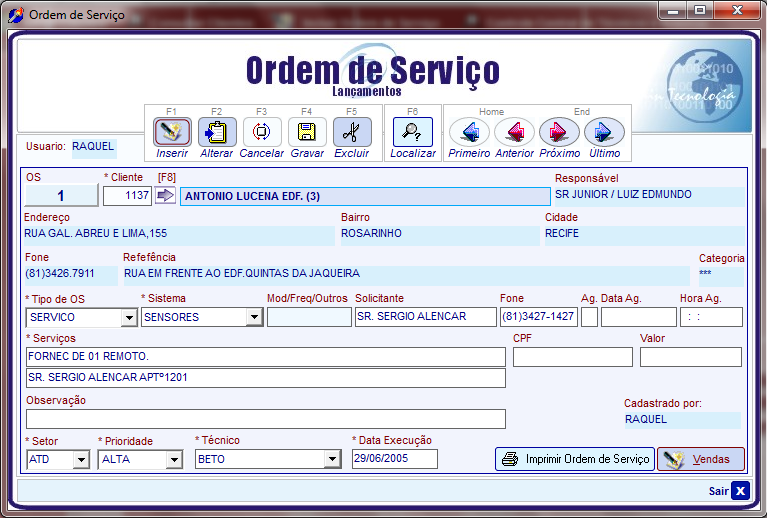 Ordem de Serviço
Ordem de Serviço
Lançamentos
in Tecnologia
Usuario: RAQUEL
F1 F2 F3 F4 F5 F6 Home End
Inserir Alterar Cancelar Gravar Excluir Localizar Primeiro Anterior Próximo Último
OS * Cliente [F8] Responsável
1 1137 ANTONIO LUCENA EDF. (3) SR JUNIOR / LUIZ EDMUNDO
Endereço Bairro Cidade
RUA GAL. ABREU E LIMA,155 ROSARINHO RECIFE
Fone Referência Categoria
(81)3426.7911 RUA EM FRENTE AO EDF.QUINTAS DA JAQUEIRA ***
* Tipo de OS * Sistema Mod/Freq/Outros Solicitante Fone Ag. Data Ag. Hora Ag.
SERVICO SENSORES SR. SERGIO ALENCAR (81)3427-1427 : :
* Serviços CPF Valor
FORNEC DE 01 REMOTO.
SR. SERGIO ALENCAR APTº1201
Observação Cadastrado por:
RAQUEL
* Setor * Prioridade * Técnico * Data Execução
ATD ALTA BETO 29/06/2005 Imprimir Ordem de Serviço Vendas
Sair X